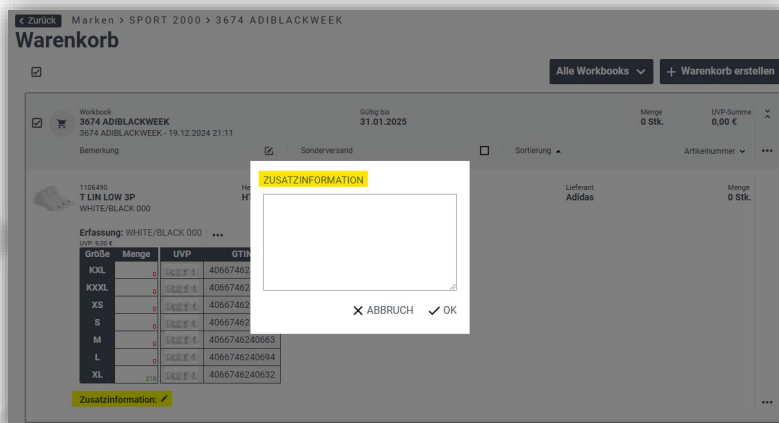 Zurück Marken > SPORT 2000 > 3674 ADIBLACKWEEK
Warenkorb
Alle Workbooks + Warenkorb erstellen
Workbook Gültig bis Menge UVP-Summe
3674 ADIBLACKWEEK 31.01.2025 0 Stk. 0,00 €
3674 ADIBLACKWEEK - 19.12.2024 21:11
Bemerkung Sonderversand Sortierung Artikelnummer
ZUSATZINFORMATION
1106490 Lieferant Menge
T LIN LOW 3P Adidas 0 Stk.
WHITE/BLACK 000
Erfassung: WHITE/BLACK 000
UVP: 9,00 €
Größe Menge UVP
KXL 0
KXXL 0
XS 0
S 0
ABBRUCH OK
M 0 4066746240663
L 0 4066746240694
XL 215 4066746240632
Zusatzinformation: